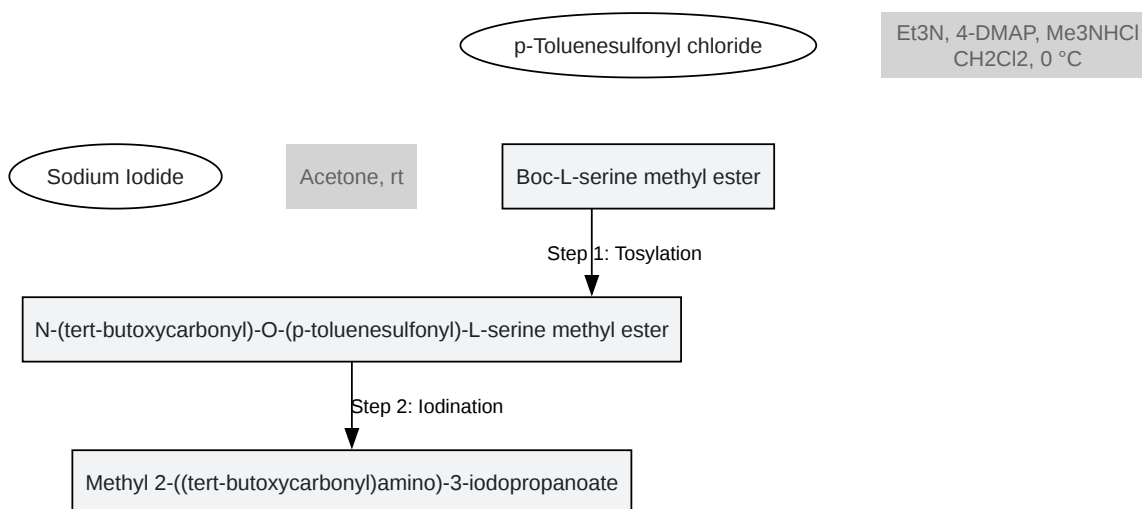 p-Toluenesulfonyl chloride
Et3N, 4-DMAP, Me3NHCl
CH2Cl2, 0 °C
Sodium Iodide
Acetone, rt
Boc-L-serine methyl ester
Step 1: Tosylation
N-(tert-butoxycarbonyl)-O-(p-toluenesulfonyl)-L-serine methyl ester
Step 2: Iodination
Methyl 2-((tert-butoxycarbonyl)amino)-3-iodopropanoate